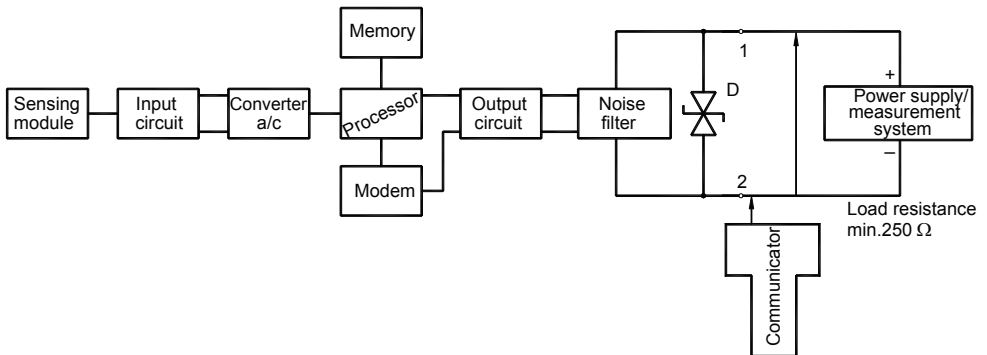 Memory
Sensing
module
Input
circuit
Converter
a/c
Processor
Output
circuit
Noise
filter
Modem
1
D
2
+
Power supply/
measurement
system
–
Load resistance
min.250 Ω
Communicator